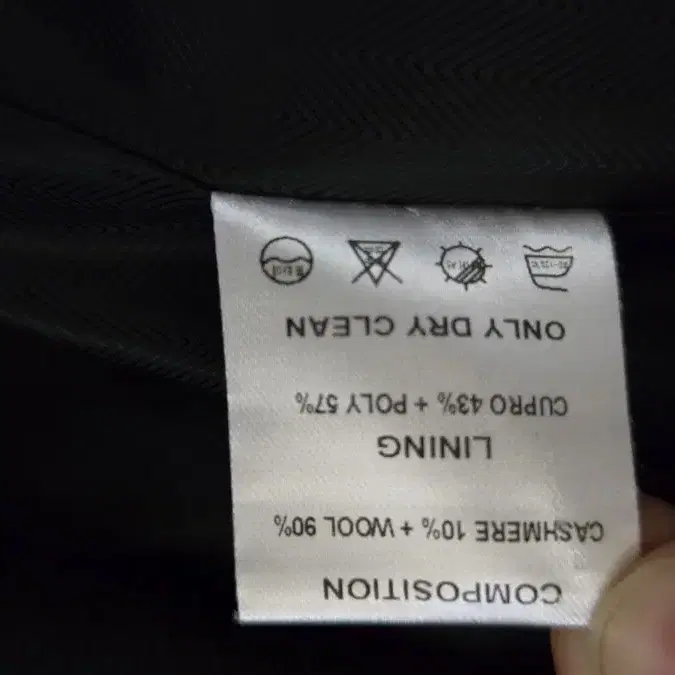 COMPOSITION
CASHMERE 10% + WOOL 90%
LINING
CUPRO 43% + POLY 57%
ONLY DRY CLEAN